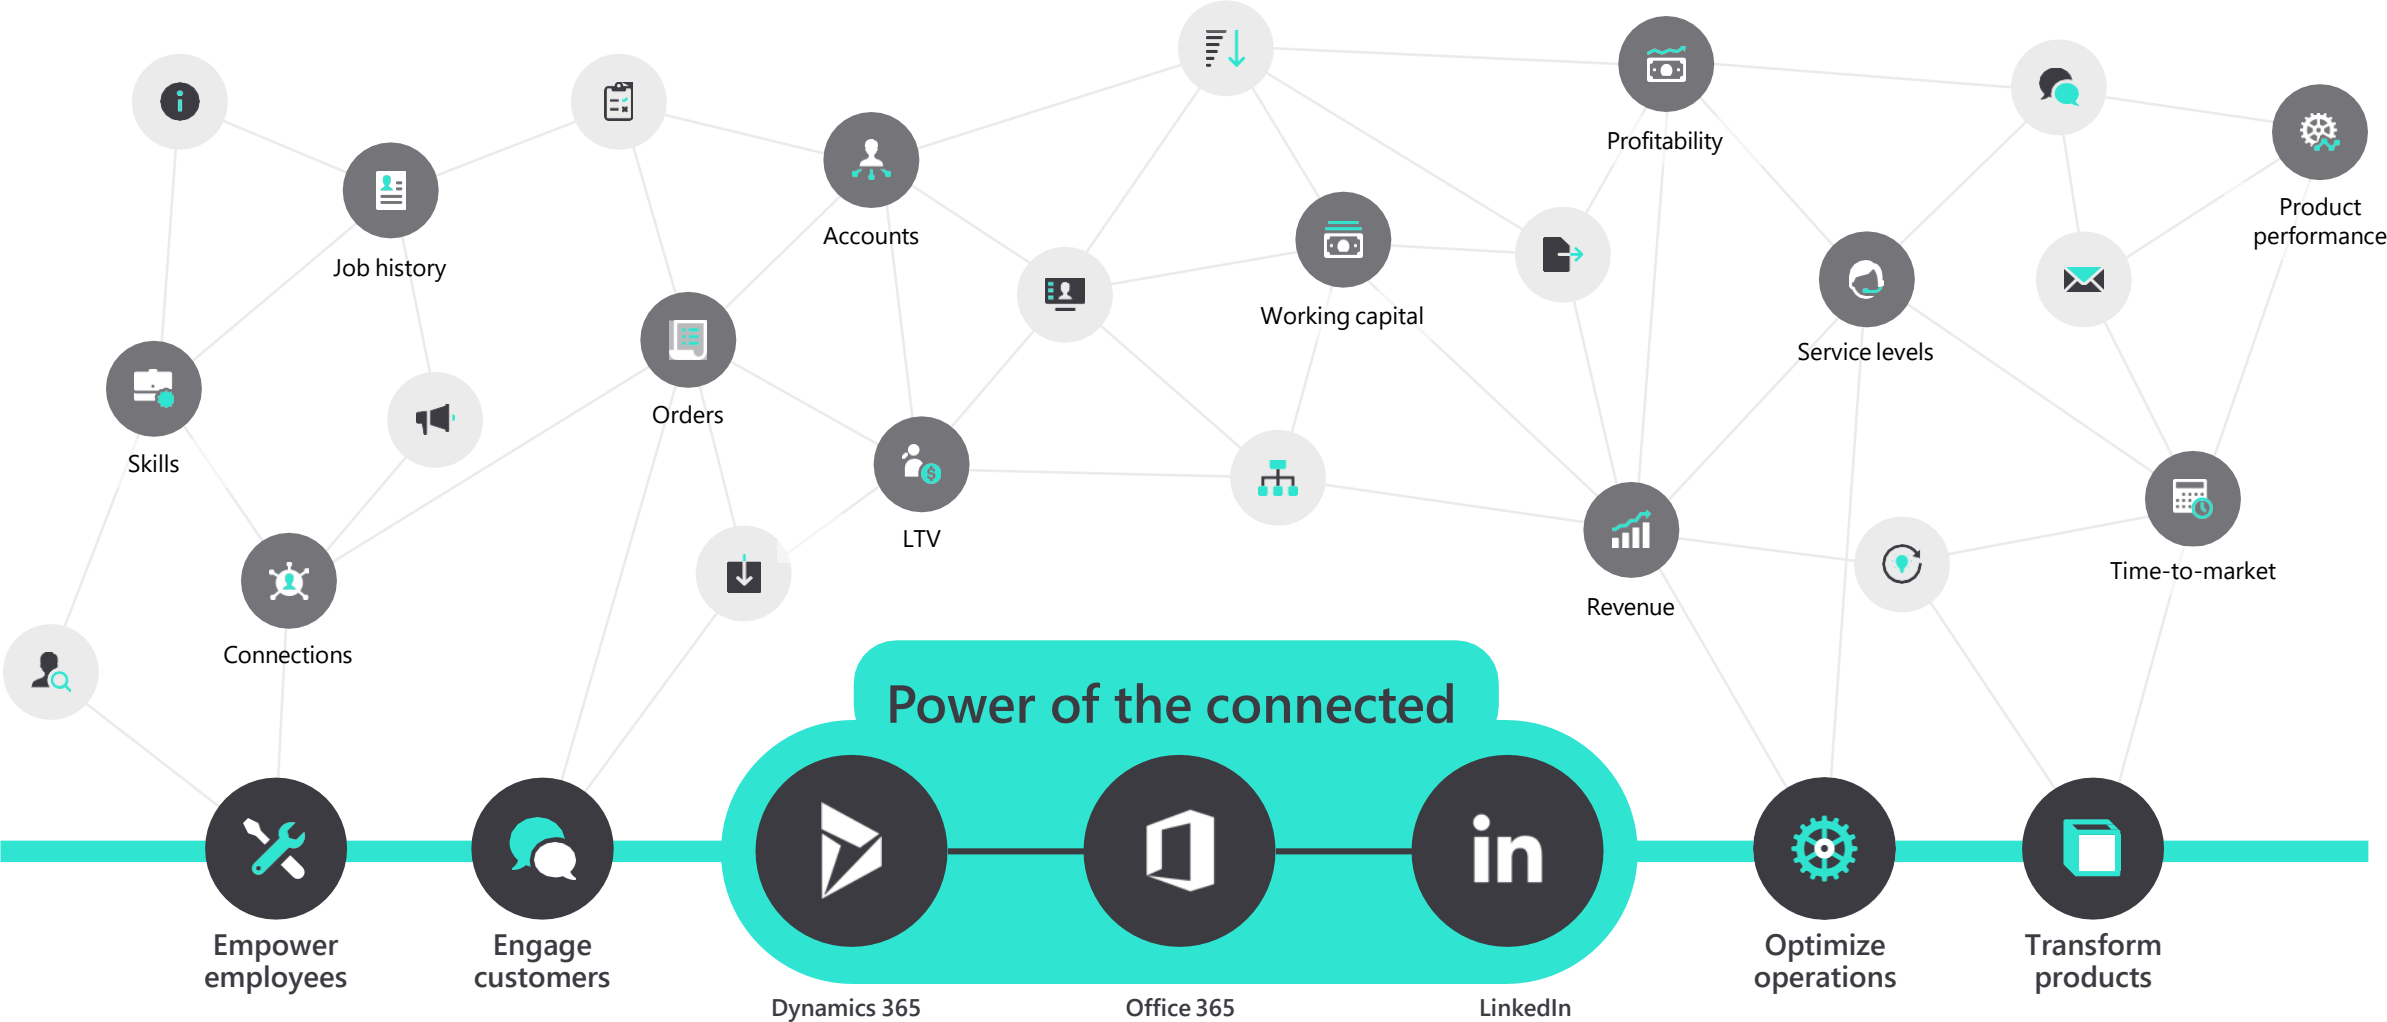 Profitability
Product
performance
Accounts
Job history
Working capital
Service levels
Orders
Skills
LTV
Time-to-market
Revenue
Connections
Power of the connected
in
Empower
employees
Engage
customers
Optimize
operations
Transform
products
Dynamics 365
Office 365
LinkedIn